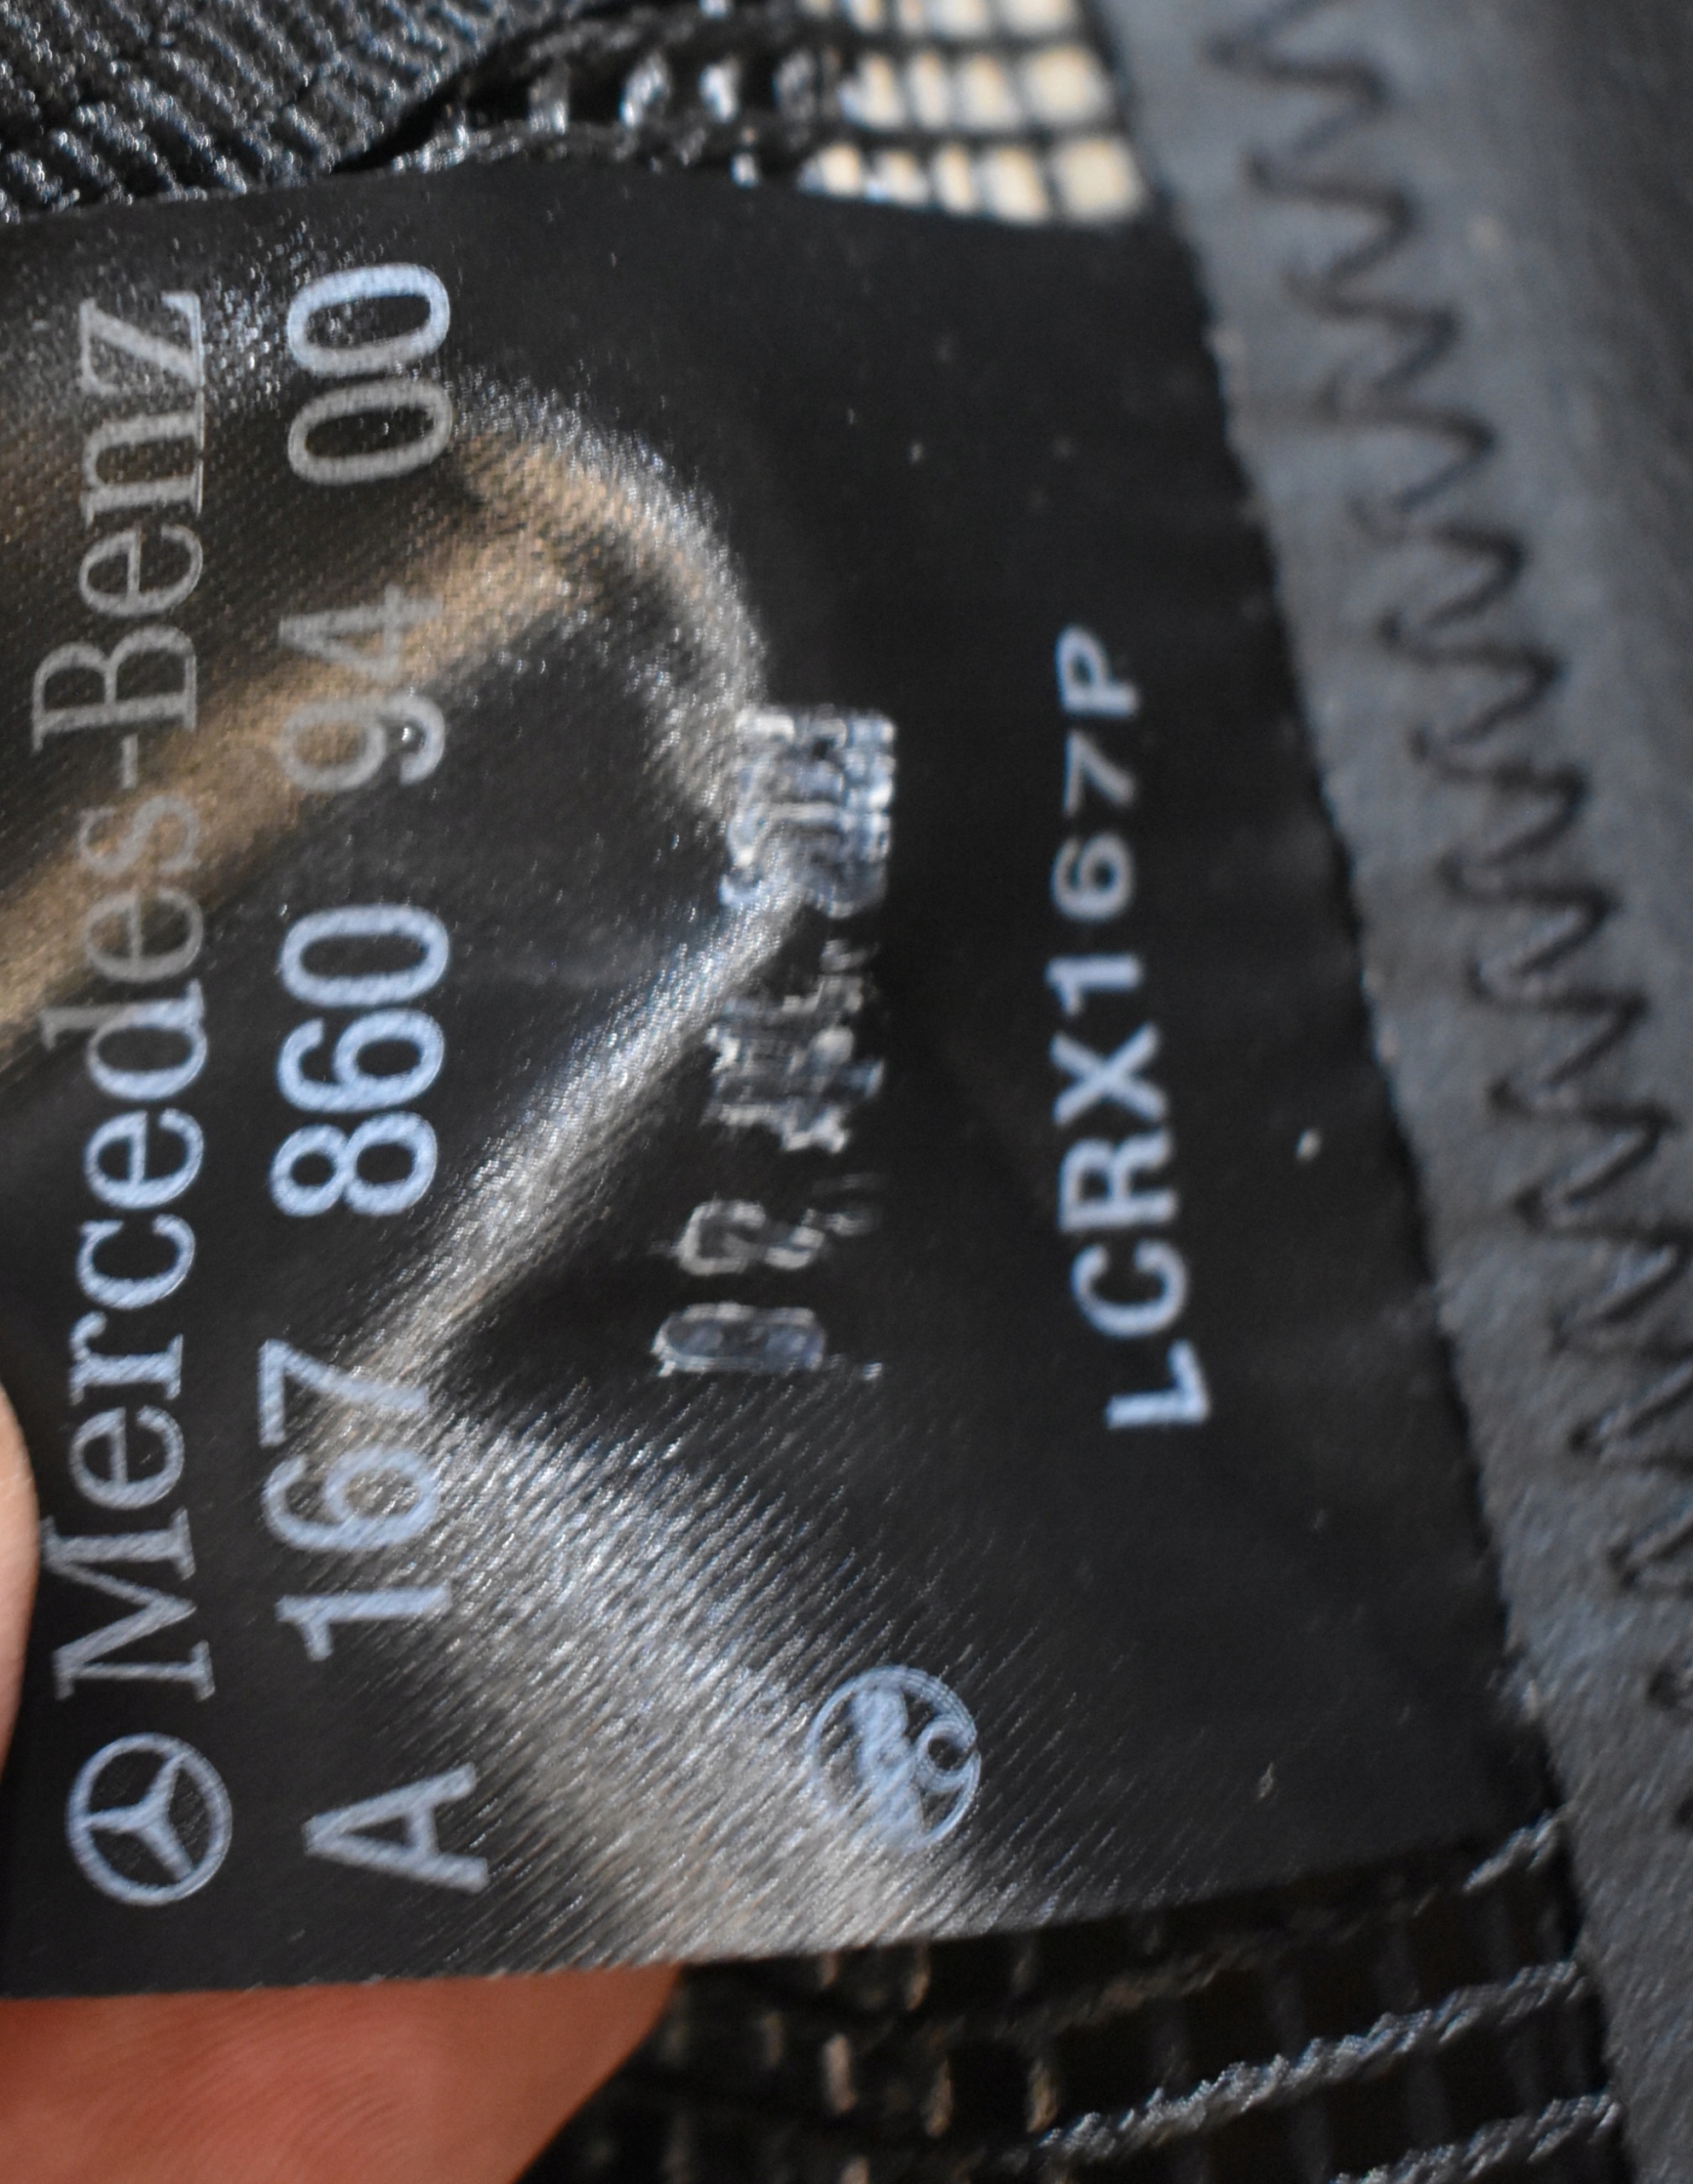 Mercedes-Benz
A 167 860 94 00
LCRX167P